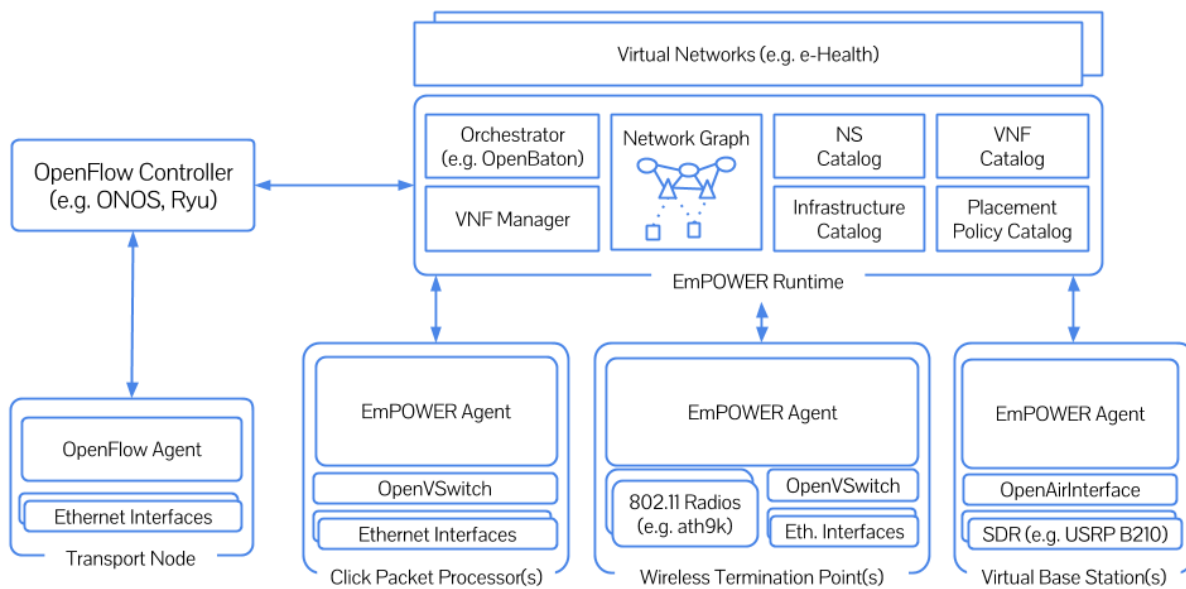 Virtual Networks (e.g. e-Health)
Orchestrator
(e.g. OpenBaton)
Network Graph
NS
Catalog
VNF
Catalog
OpenFlow Controller
(e.g. ONOS, Ryu)
VNF Manager
Infrastructure
Catalog
Placement
Policy Catalog
EmPOWER Runtime
EmPOWER Agent
EmPOWER Agent
EmPOWER Agent
OpenFlow Agent
OpenVSwitch
802.11 Radios
(e.g. ath9k)
OpenVSwitch
OpenAirInterface
Ethernet Interfaces
Ethernet Interfaces
Eth. Interfaces
SDR (e.g. USRP B210)
Transport Node
Click Packet Processor(s)
Wireless Termination Point(s)
Virtual Base Station(s)